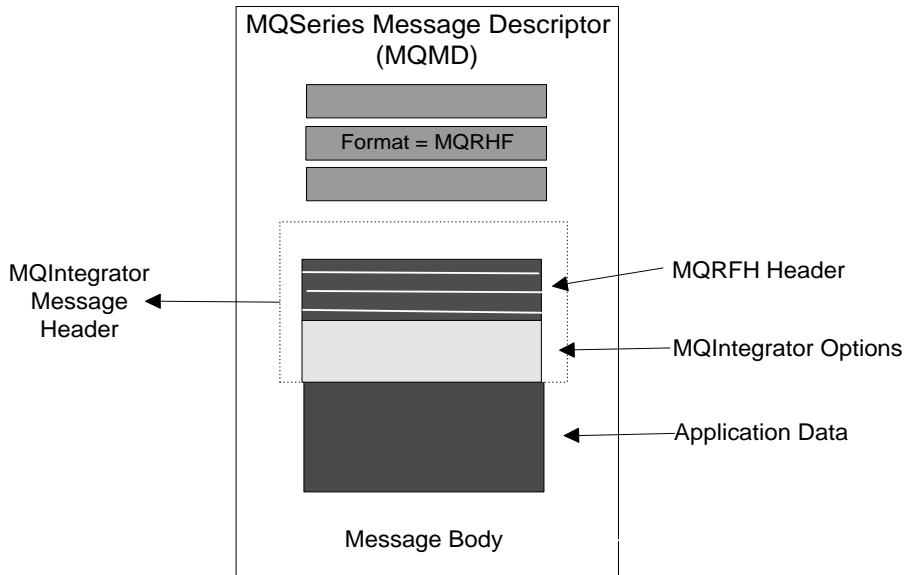 MQSeries Message Descriptor
(MQMD)
Format = MQRHF
MQIntegrator
Message
Header
MQRFH Header
MQIntegrator Options
Application Data
Message Body